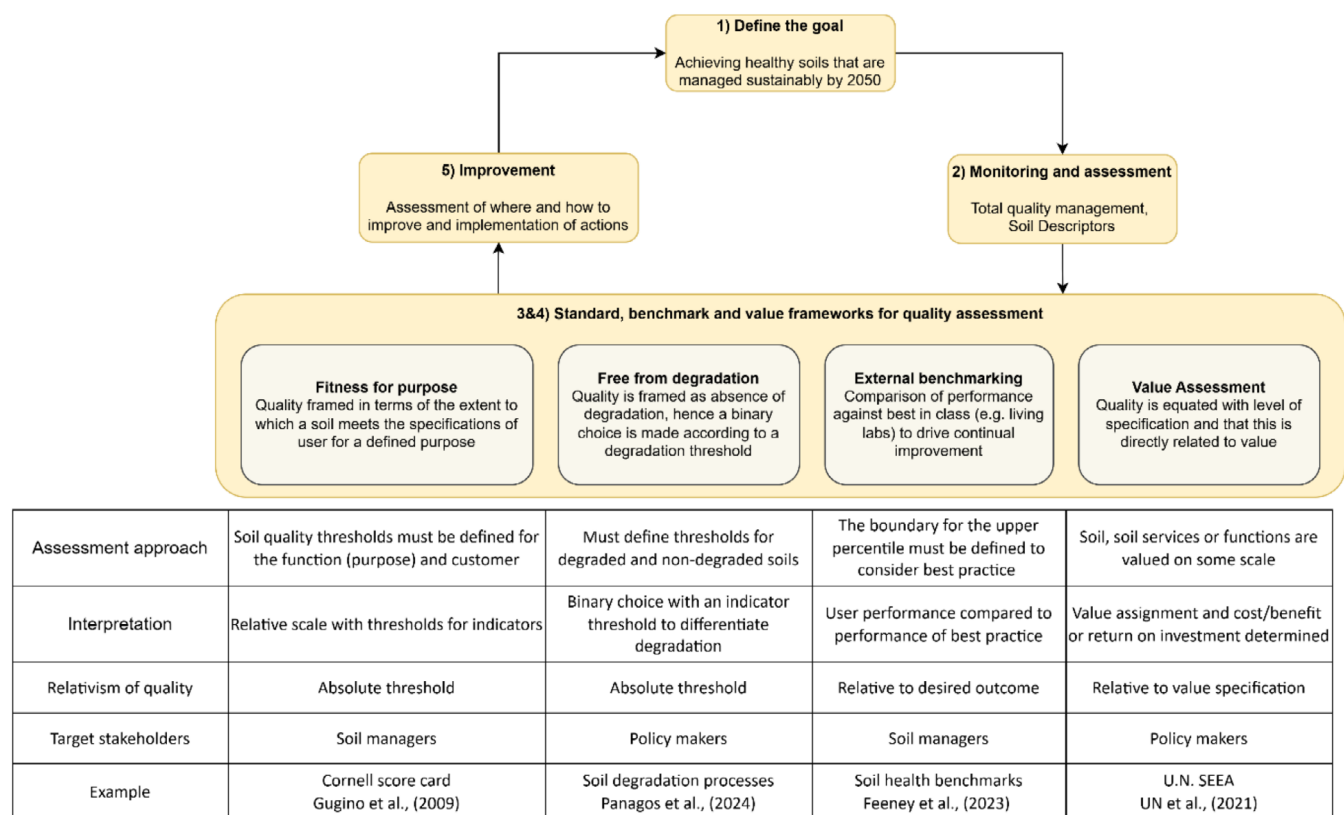 1) Define the goal
Achieving healthy soils that are
managed sustainably by 2050
5) Improvement
Assessment of where and how to
improve and implementation of actions
2) Monitoring and assessment
Total quality management,
Soil Descriptors
3&4) Standard, benchmark and value frameworks for quality assessment
Fitness for purpose
Quality framed in terms of the extent to
which a soil meets the specifications of
user for a defined purpose
Free from degradation
Quality is framed as absence of
degradation, hence a binary
choice is made according to a
degradation threshold
External benchmarking
Comparison of performance
against best in class (e.g. living
labs) to drive continual
improvement
Value Assessment
Quality is equated with level of
specification and that this is
directly related to value
Assessment approach
Soil quality thresholds must be defined for
the function (purpose) and customer
Must define thresholds for
degraded and non-degraded soils
The boundary for the upper
percentile must be defined to
consider best practice
Soil, soil services or functions are
valued on some scale
Interpretation
Relative scale with thresholds for indicators
Binary choice with an indicator
threshold to differentiate
degradation
User performance compared to
performance of best practice
Value assignment and cost/benefit
or return on investment determined
Relativism of quality
Absolute threshold
Absolute threshold
Relative to desired outcome
Relative to value specification
Target stakeholders
Soil managers
Policy makers
Soil managers
Policy makers
Example
Cornell score card
Gugino et al., (2009)
Soil degradation processes
Panagos et al., (2024)
Soil health benchmarks
Feeney et al., (2023)
U.N. SEEA
UN et al., (2021)